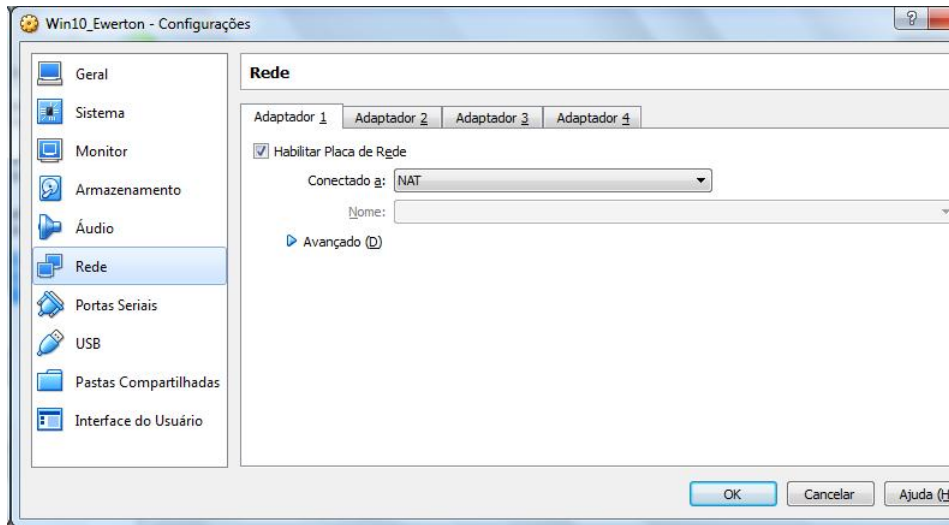 Win10_Ewerton - Configurações
?
Geral
Sistema
Monitor
Armazenamento
Áudio
Rede
Portas Seriais
USB
Pastas Compartilhadas
Interface do Usuário
Rede
Adaptador 1 Adaptador 2 Adaptador 3 Adaptador 4
Habilitar Placa de Rede
Conectado a: NAT
Nome:
Avançado (D)
OK Cancelar Ajuda (H